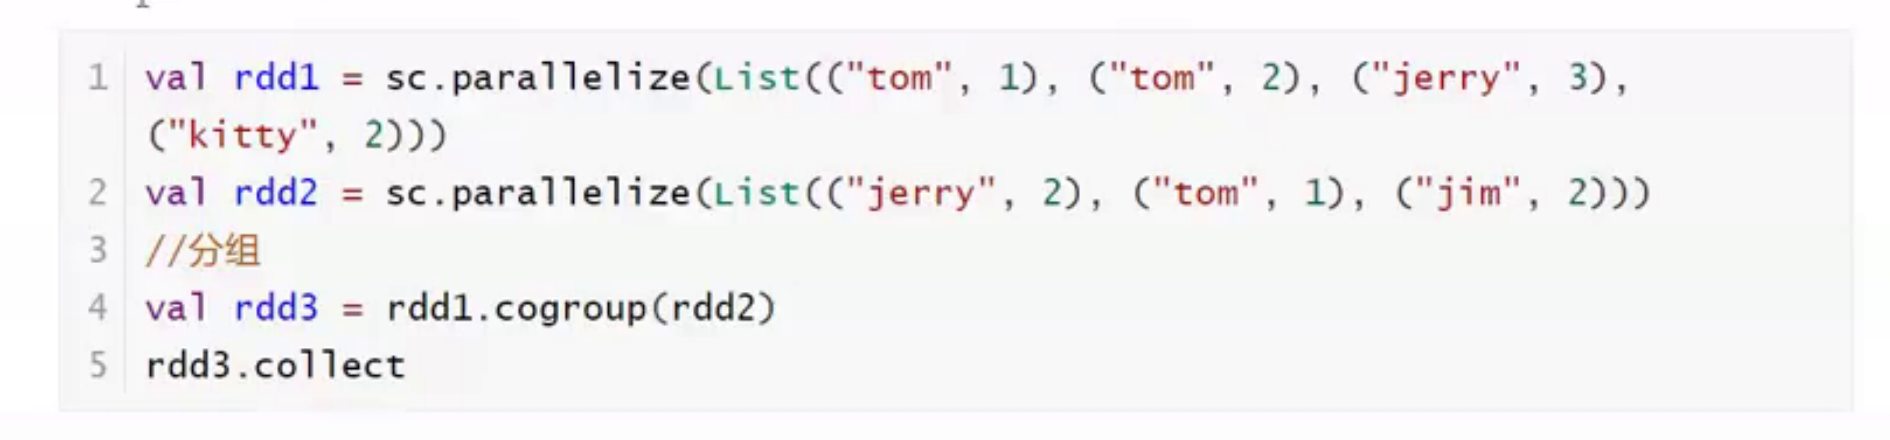 1 val rdd1 = sc.parallelize(List(("tom", 1), ("tom", 2), ("jerry", 3),
("kitty", 2)))
2 val rdd2 = sc.parallelize(List(("jerry", 2), ("tom", 1), ("jim", 2)))
3 //分组
4 val rdd3 = rdd1.cogroup(rdd2)
5 rdd3.collect